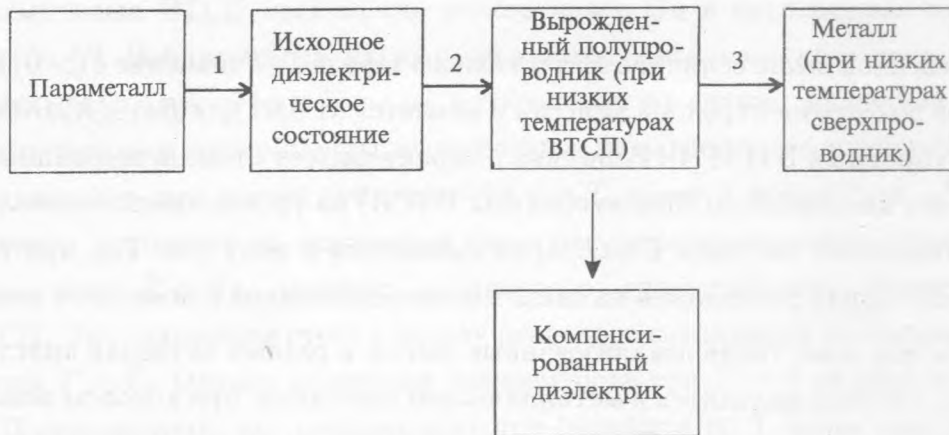 Параметалл
1
Исходное
диэлектри-
ческое
состояние
2
Вырожден-
ный полупро-
водник (при
низких
температурах
ВТСП)
3
Металл
(при низких
температурах
сверхпро-
водник)
Компенси-
рованный
диэлектрик